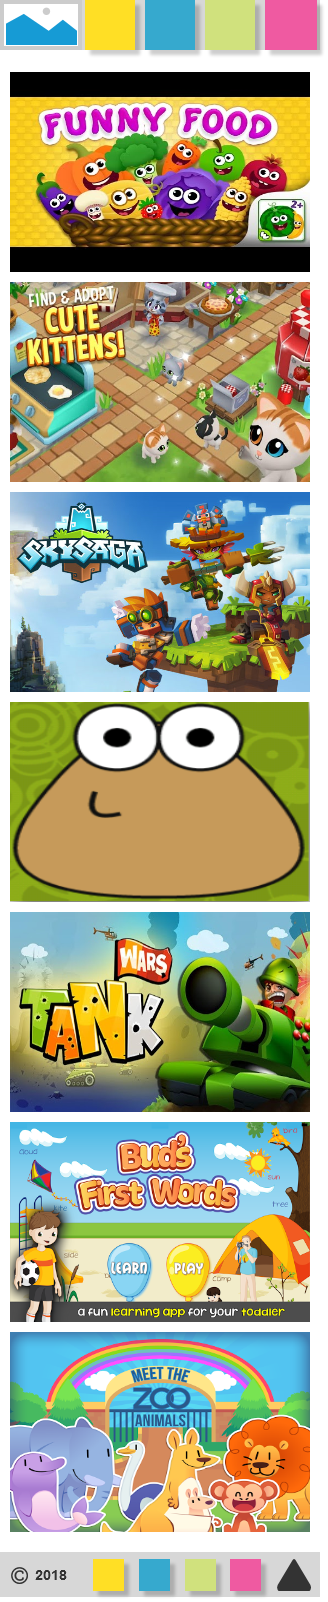 FUNNY FOOD
2+
FIND & ADOPT
CUTE
KITTENS!
SKYSAGA
WARS
TANK
Bud's
First Words
cloud
bird
sun
kite
tree
slide
camp
LEARN
PLAY
a fun learning app for your toddler
MEET THE
ZOO
ANIMALS
© 2018